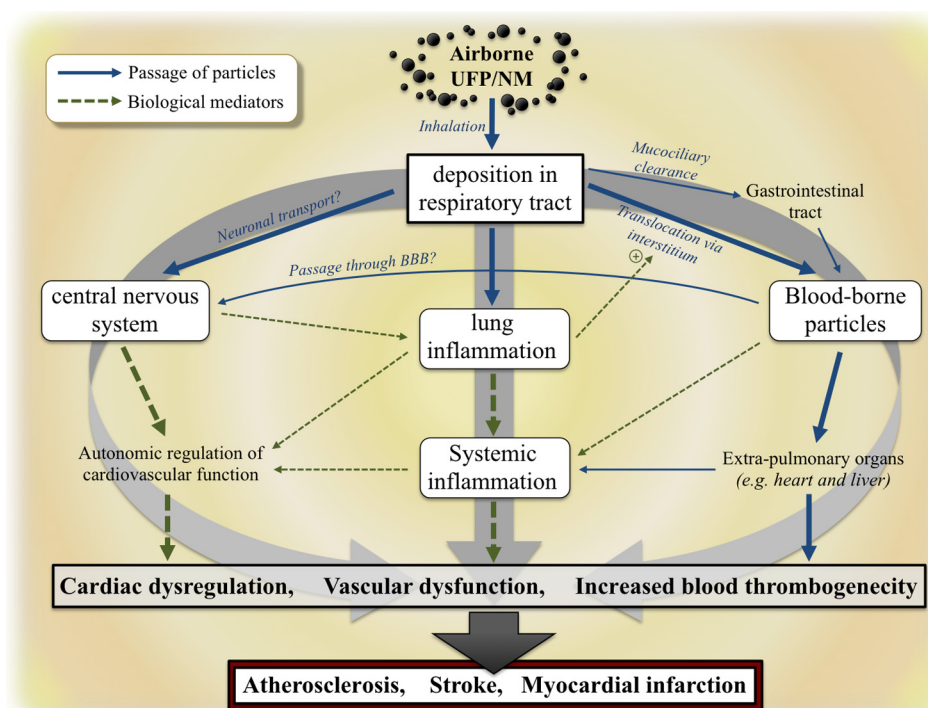 Airborne
UFP/NM
Passage of particles
Biological mediators
Inhalation
Mucociliary
clearance
deposition in
respiratory tract
Gastrointestinal
tract
Neuronal transport?
Translocation via
interstitium
Passage through BBB?
+
central nervous
system
lung
inflammation
Blood-borne
particles
Autonomic regulation of
cardiovascular function
Systemic
inflammation
Extra-pulmonary organs
(e.g. heart and liver)
Cardiac dysregulation, Vascular dysfunction, Increased blood thrombogenecity
Atherosclerosis, Stroke, Myocardial infarction